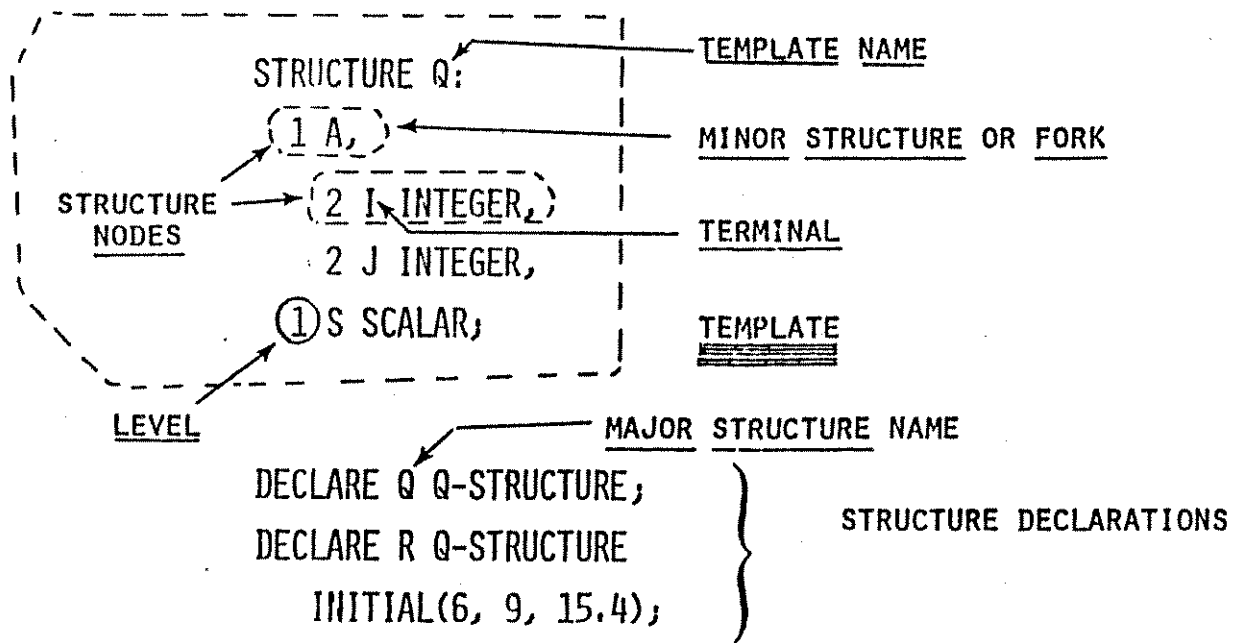 TEMPLATE NAME
STRUCTURE Q:
1 A,
MINOR STRUCTURE OR FORK
STRUCTURE
NODES
2 I INTEGER,
TERMINAL
2 J INTEGER,
1 S SCALAR;
TEMPLATE
LEVEL
MAJOR STRUCTURE NAME
DECLARE Q Q-STRUCTURE;
DECLARE R Q-STRUCTURE
INITIAL(6, 9, 15.4);
STRUCTURE DECLARATIONS